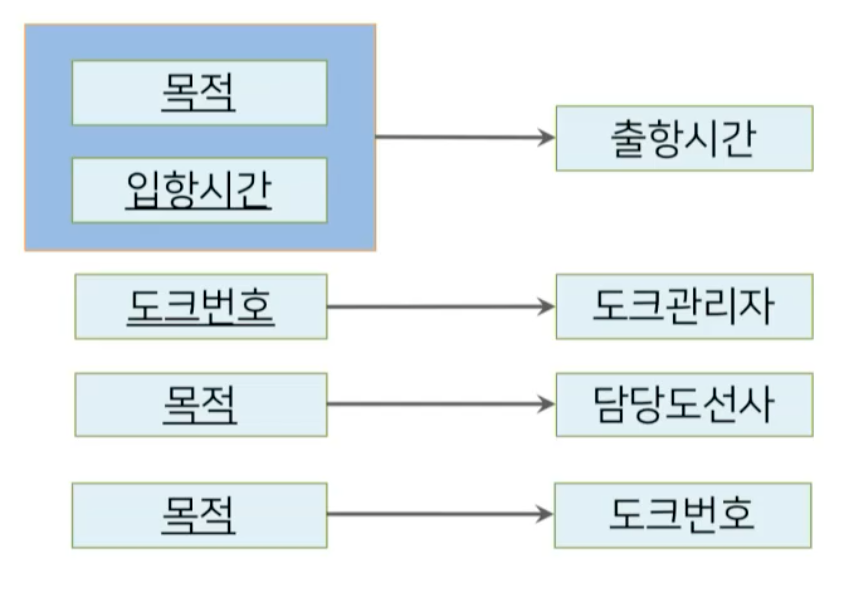 목적
입항시간
출항시간
도크번호
도크관리자
목적
담당도선사
목적
도크번호